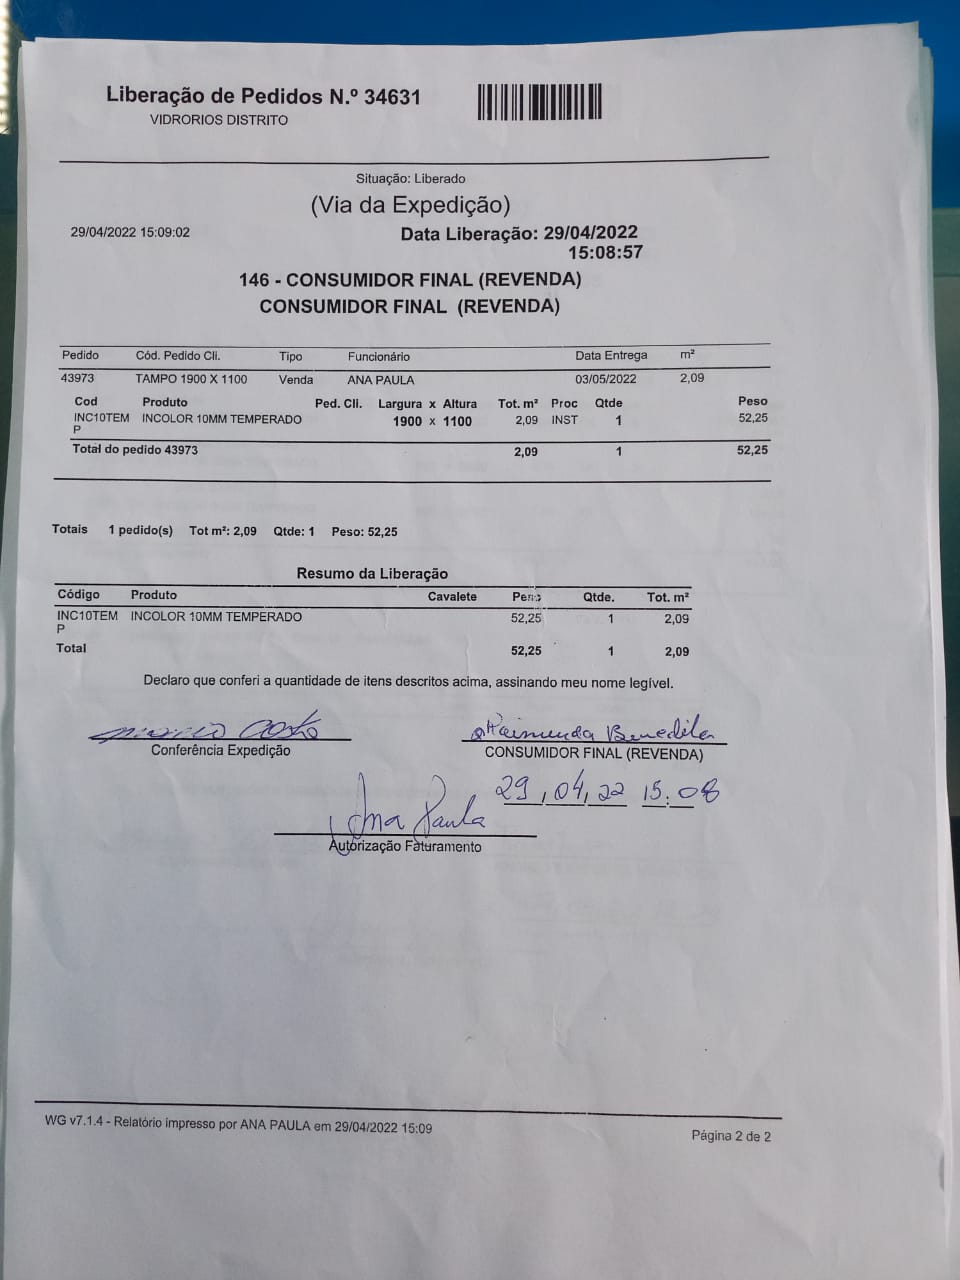 Liberação de Pedidos N.º 34631
VIDRORIOS DISTRITO
Situação: Liberado
(Via da Expedição)
29/04/2022 15:09:02 Data Liberação: 29/04/2022
15:08:57
146 - CONSUMIDOR FINAL (REVENDA)
CONSUMIDOR FINAL (REVENDA)
Pedido Cód. Pedido Cli. Tipo Funcionário Data Entrega m²
43973 TAMPO 1900 X 1100 Venda ANA PAULA 03/05/2022 2,09
Cod Produto Ped. Cli. Largura x Altura Tot. m² Proc Qtde Peso
INC10TEM INCOLOR 10MM TEMPERADO 1900 x 1100 2,09 INST 1 52,25
P
Total do pedido 43973 2,09 1 52,25
Totais 1 pedido(s) Tot m²: 2,09 Qtde: 1 Peso: 52,25
Resumo da Liberação
Código Produto Cavalete Peso Qtde. Tot. m²
INC10TEM INCOLOR 10MM TEMPERADO 52,25 1 2,09
P
Total 52,25 1 2,09
Declaro que conferi a quantidade de itens descritos acima, assinando meu nome legível.
Costa Raimunda Benedita
Conferência Expedição CONSUMIDOR FINAL (REVENDA)
29,04,22 15:08
Ana Paula
Autorização Faturamento
WG v7.1.4 - Relatório impresso por ANA PAULA em 29/04/2022 15:09
Página 2 de 2